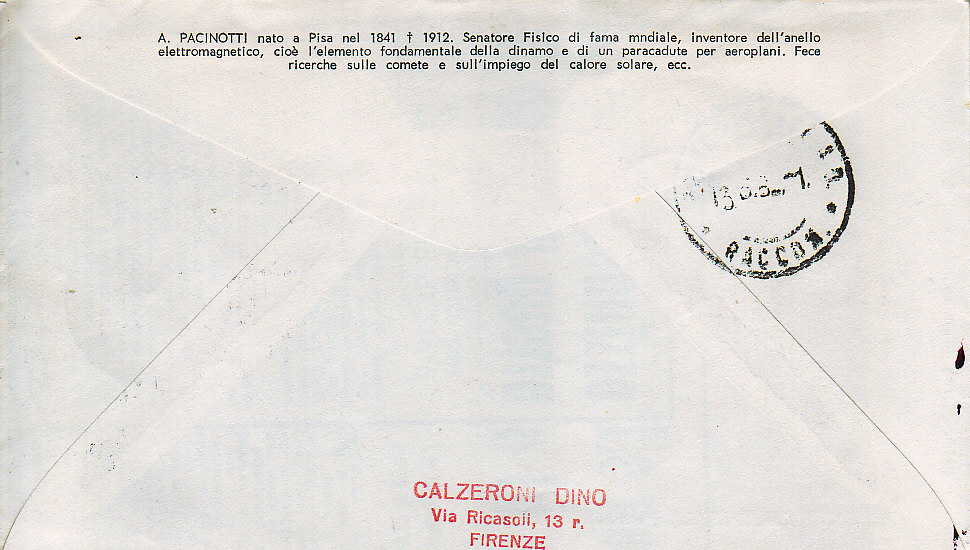 A. PACINOTTI nato a Pisa nel 1841 † 1912. Senatore Fisico di fama mndiale, inventore dell'anello
elettromagnetico, cioè l'elemento fondamentale della dinamo e di un paracadute per aeroplani. Fece
ricerche sulle comete e sull'impiego del calore solare, ecc.
RACCOM.
CALZERONI DINO
Via Ricasoli, 13 r.
FIRENZE